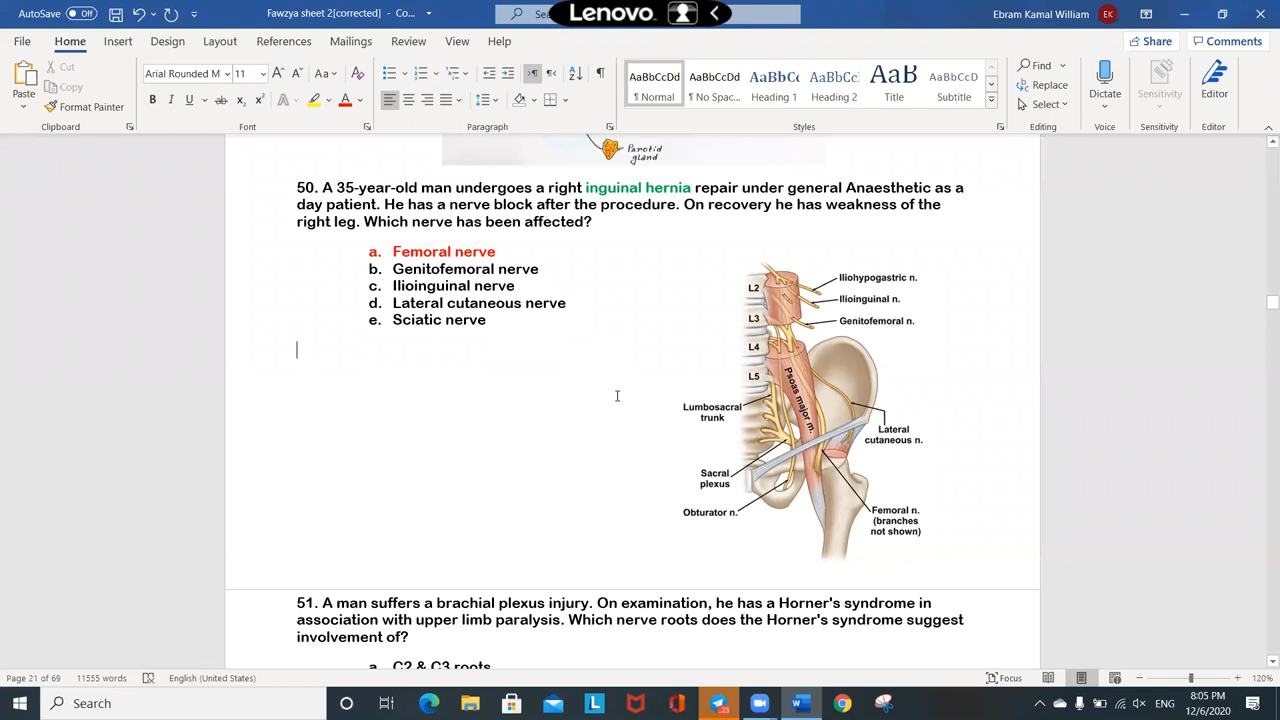 AutoSave Off
Fawzy sheet 2[corrected]
Lenovo
Ebram Kamal William
EK
File Home Insert Design Layout References Mailings Review View Help
Share Comments
Paste
Cut
Copy
Format Painter
Clipboard
Arial Rounded M 11
Font
Paragraph
AaBbCcDd AaBbCcDd AaBbCc AaBbCc AaB AaBbCcD
¶ Normal ¶ No Spac... Heading 1 Heading 2 Title Subtitle
Styles
Find
Replace
Select
Editing
Dictate
Voice
Sensitivity
Sensitivity
Editor
Editor
Parotid
gland
50. A 35-year-old man undergoes a right inguinal hernia repair under general Anaesthetic as a
day patient. He has a nerve block after the procedure. On recovery he has weakness of the
right leg. Which nerve has been affected?
a. Femoral nerve
b. Genitofemoral nerve
c. Ilioinguinal nerve
d. Lateral cutaneous nerve
e. Sciatic nerve
Iliohypogastric n.
L2
Ilioinguinal n.
L3
Genitofemoral n.
L4
L5
Psoas major m.
Lumbosacral
trunk
Lateral
cutaneous n.
Sacral
plexus
Obturator n.
Femoral n.
(branches
not shown)
51. A man suffers a brachial plexus injury. On examination, he has a Horner's syndrome in
association with upper limb paralysis. Which nerve roots does the Horner's syndrome suggest
involvement of?
a. C2 & C3 roots
Page 21 of 69 11555 words English (United States) Focus 120%
Search
23
8:05 PM
12/6/2020